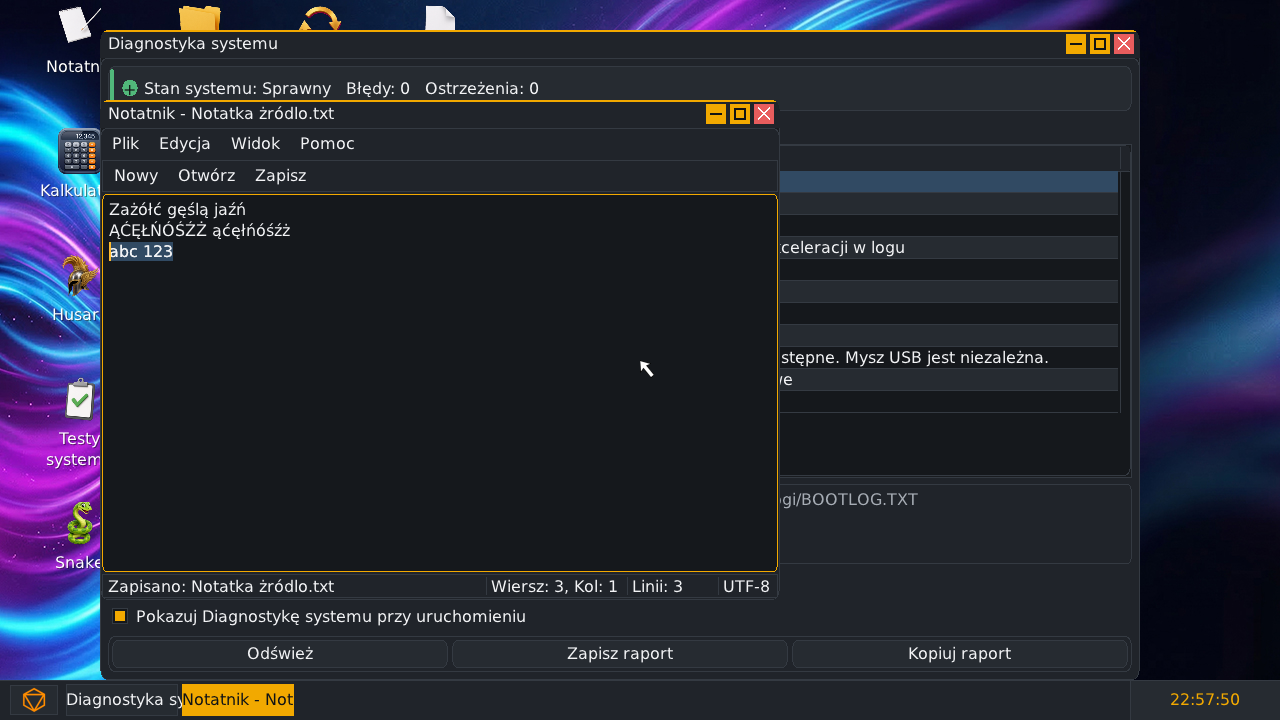 Notatn
Kalkula
Husar
Testy
system
Snake
Diagnostyka systemu
Stan systemu: Sprawny Błędy: 0 Ostrzeżenia: 0
Notatnik - Notatka żródlo.txt
Plik Edycja Widok Pomoc
Nowy Otwórz Zapisz
Zażółć gęślą jaźń
ĄĆĘŁŃÓŚŹŻ ąćęłńóśźż
abc 123
celeracji w logu
stępne. Mysz USB jest niezależna.
we
ogi/BOOTLOG.TXT
Zapisano: Notatka żródlo.txt Wiersz: 3, Kol: 1 Linii: 3 UTF-8
Pokazuj Diagnostykę systemu przy uruchomieniu
Odśwież Zapisz raport Kopiuj raport
Diagnostyka sy Notatnik - Not 22:57:50